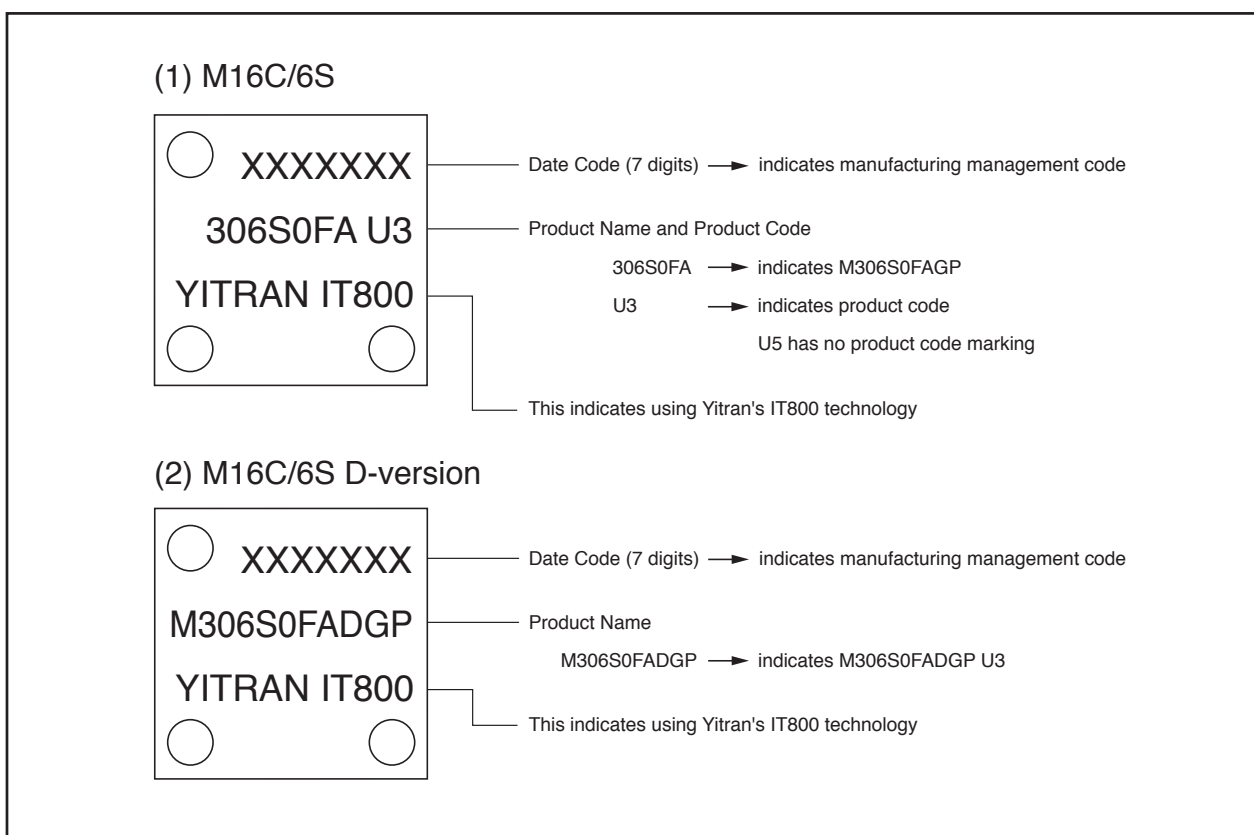 (1) M16C/6S
XXXXXXX
Date Code (7 digits) → indicates manufacturing management code
306S0FA U3
Product Name and Product Code
306S0FA → indicates M306S0FAGP
YITRAN IT800
U3 → indicates product code
U5 has no product code marking
This indicates using Yitran's IT800 technology
(2) M16C/6S D-version
XXXXXXX
Date Code (7 digits) → indicates manufacturing management code
M306S0FADGP
Product Name
M306S0FADGP → indicates M306S0FADGP U3
YITRAN IT800
This indicates using Yitran's IT800 technology